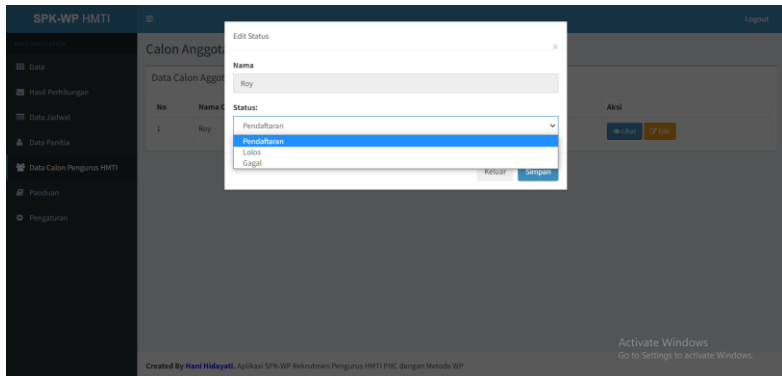 SPK-WP HMTI
Logout
Data
Hasil Perhitungan
Data Jadwal
Data Panitia
Data Calon Pengurus HMTI
Panduan
Pengaturan
Calon Anggot
Data Calon Aggot
No Nama C Aksi
1 Roy Lihat Edit
Edit Status
×
Nama
Roy
Status:
Pendaftaran
Pendaftaran
Lolos
Gagal
Keluar Simpan
Activate Windows
Go to Settings to activate Windows.
Created By Hani Hidayati. Aplikasi SPK-WP Rekrutmen Pengurus HMTI PNC dengan Metode WP